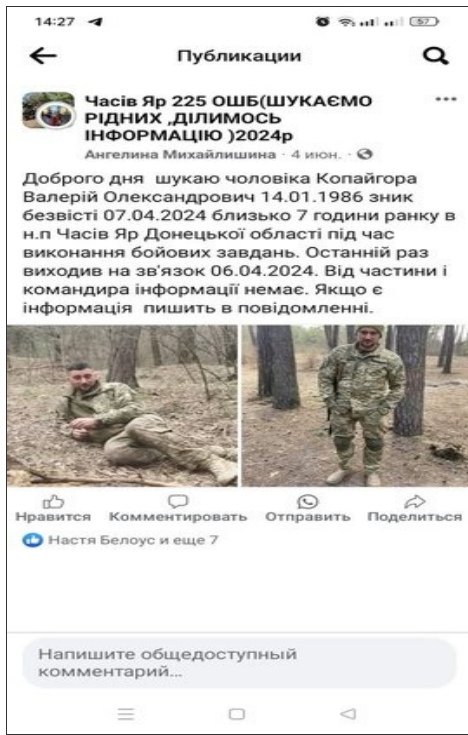 14:27
57
Публикации
Часів Яр 225 ОШБ(ШУКАЄМО
РІДНИХ ,ДІЛИМОСЬ
ІНФОРМАЦІЮ )2024р
Ангелина Михайлишина · 4 июн. ·
Доброго дня шукаю чоловіка Копайгора
Валерій Олександрович 14.01.1986 зник
безвісті 07.04.2024 близько 7 години ранку в
н.п Часів Яр Донецької області під час
виконання бойових завдань. Останній раз
виходив на зв'язок 06.04.2024. Від частини і
командира інформації немає. Якщо є
інформація пишить в повідомленні.
Нравится Комментировать Отправить Поделиться
Настя Белоус и еще 7
Напишите общедоступный
комментарий...